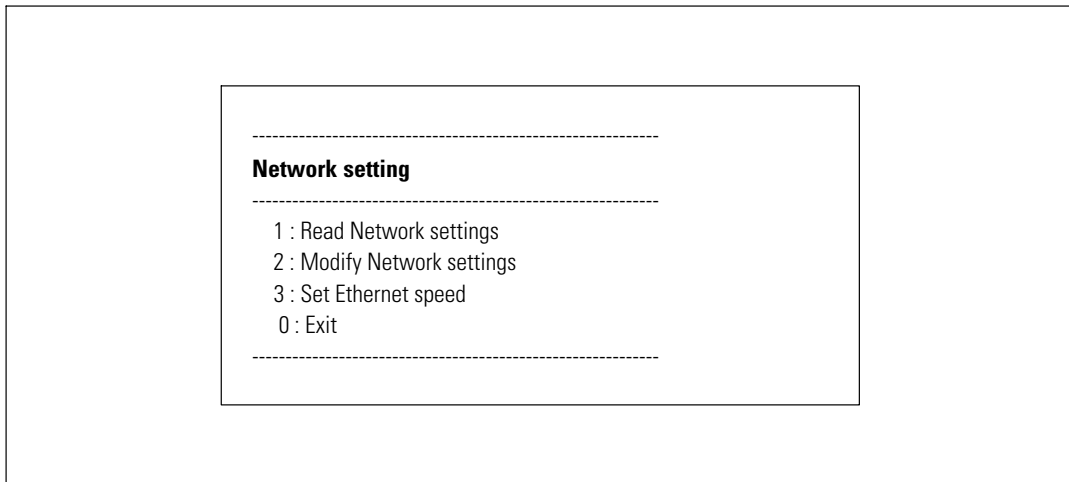 -------------------------------------------------------------
Network setting
-------------------------------------------------------------
1 : Read Network settings
2 : Modify Network settings
3 : Set Ethernet speed
0 : Exit
-------------------------------------------------------------